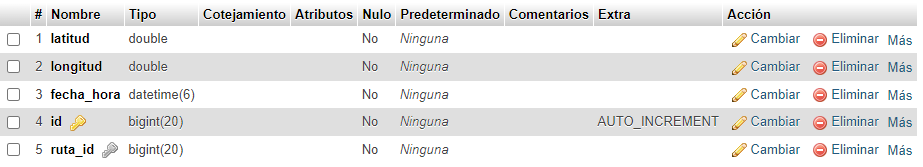 # Nombre Tipo Cotejamiento Atributos Nulo Predeterminado Comentarios Extra Acción
1 latitud double No Ninguna Cambiar Eliminar Más
2 longitud double No Ninguna Cambiar Eliminar Más
3 fecha_hora datetime(6) No Ninguna Cambiar Eliminar Más
4 id bigint(20) No Ninguna AUTO_INCREMENT Cambiar Eliminar Más
5 ruta_id bigint(20) No Ninguna Cambiar Eliminar Más